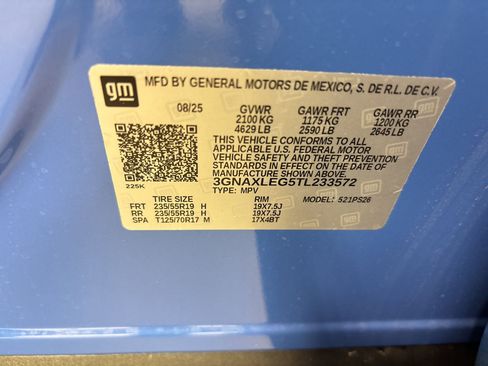 gm
MFD BY GENERAL MOTORS DE MEXICO, S. DE R.L. DE C.V.
08/25 GVWR GAWR FRT GAWR RR
2100 KG 1175 KG 1200 KG
4629 LB 2590 LB 2645 LB
THIS VEHICLE CONFORMS TO ALL
APPLICABLE U.S. FEDERAL MOTOR
VEHICLE SAFETY AND THEFT PREVENTION
STANDARDS IN EFFECT ON THE DATE OF
MANUFACTURE SHOWN ABOVE.
3GNAXLEG5TL233572
225K TYPE: MPV MODEL: 521PS26
TIRE SIZE RIM
FRT 235/55R19 H 19X7.5J
RR 235/55R19 H 19X7.5J
SPA T125/70R17 M 17X4BT